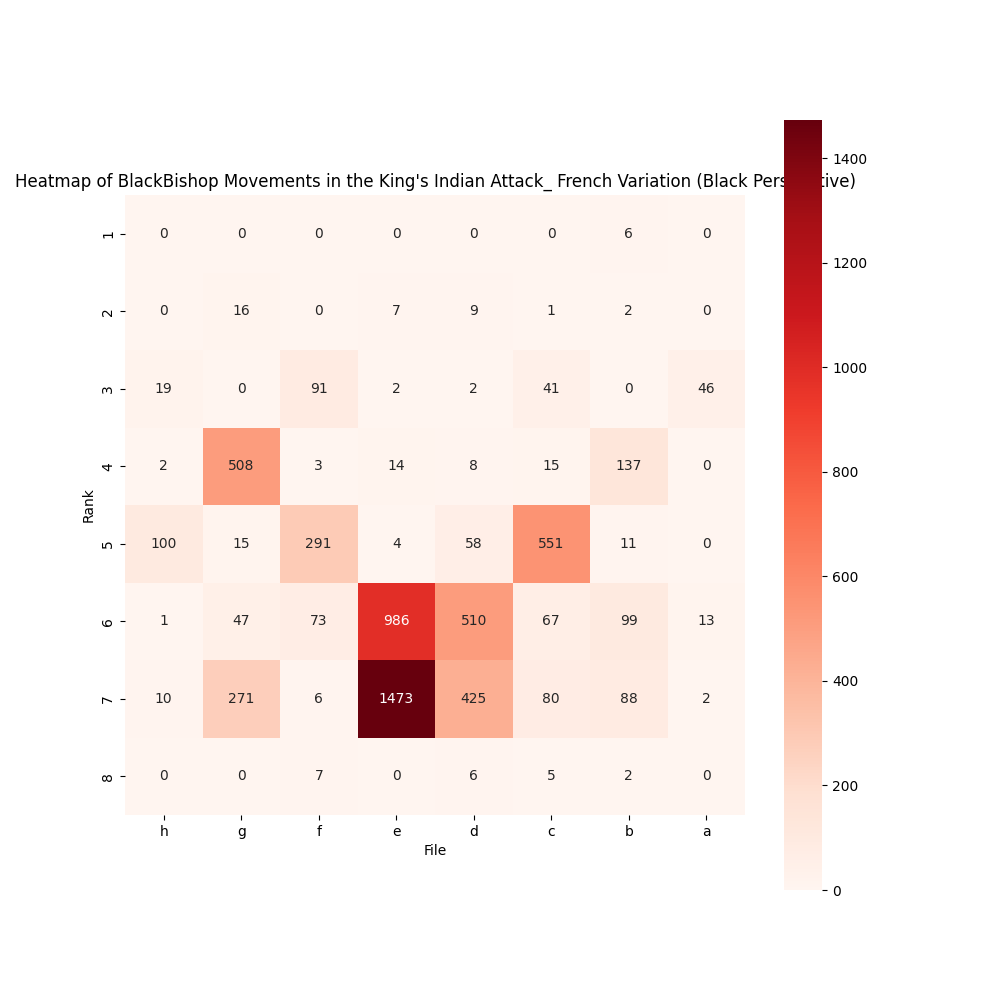 Heatmap of BlackBishop Movements in the King's Indian Attack_ French Variation (Black Perspective)
Rank
1 0 0 0 0 0 0 6 0
2 0 16 0 7 9 1 2 0
3 19 0 91 2 2 41 0 46
4 2 508 3 14 8 15 137 0
5 100 15 291 4 58 551 11 0
6 1 47 73 986 510 67 99 13
7 10 271 6 1473 425 80 88 2
8 0 0 7 0 6 5 2 0
h g f e d c b a
File
1400
1200
1000
800
600
400
200
0